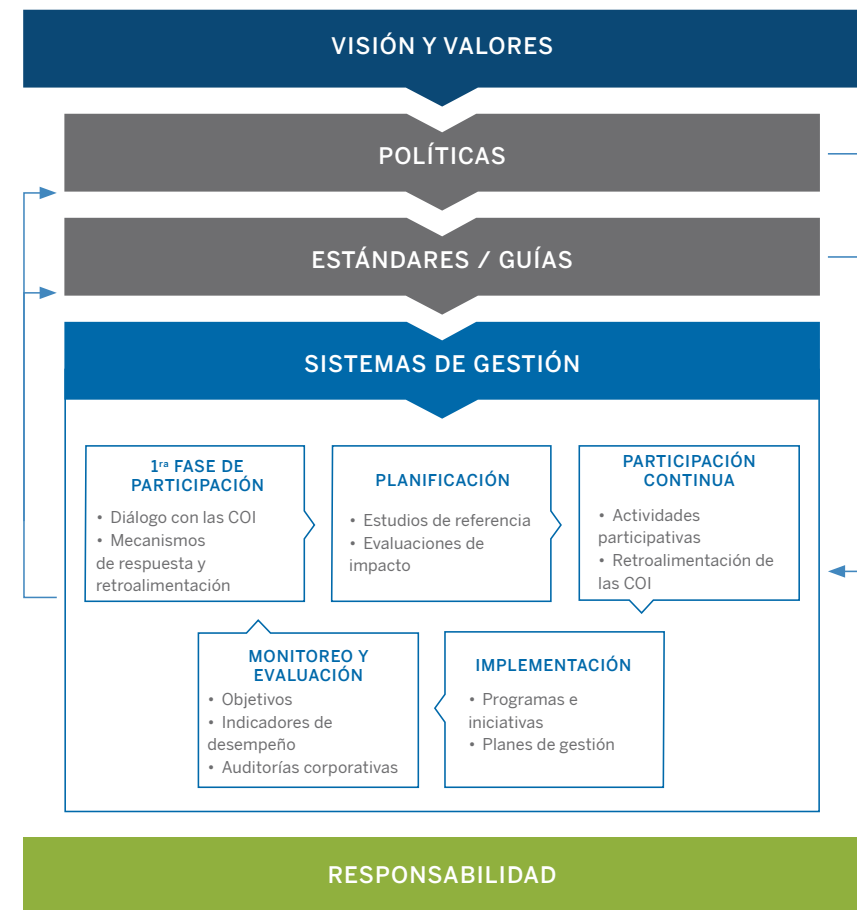 VISIÓN Y VALORES
POLÍTICAS
ESTÁNDARES / GUÍAS
SISTEMAS DE GESTIÓN
1ra FASE DE
PARTICIPACIÓN
• Diálogo con las COI
• Mecanismos
de respuesta y
retroalimentación
PLANIFICACIÓN
• Estudios de referencia
• Evaluaciones de
impacto
PARTICIPACIÓN
CONTINUA
• Actividades
participativas
• Retroalimentación de
las COI
MONITOREO Y
EVALUACIÓN
• Objetivos
• Indicadores de
desempeño
• Auditorías corporativas
IMPLEMENTACIÓN
• Programas e
iniciativas
• Planes de gestión
RESPONSABILIDAD